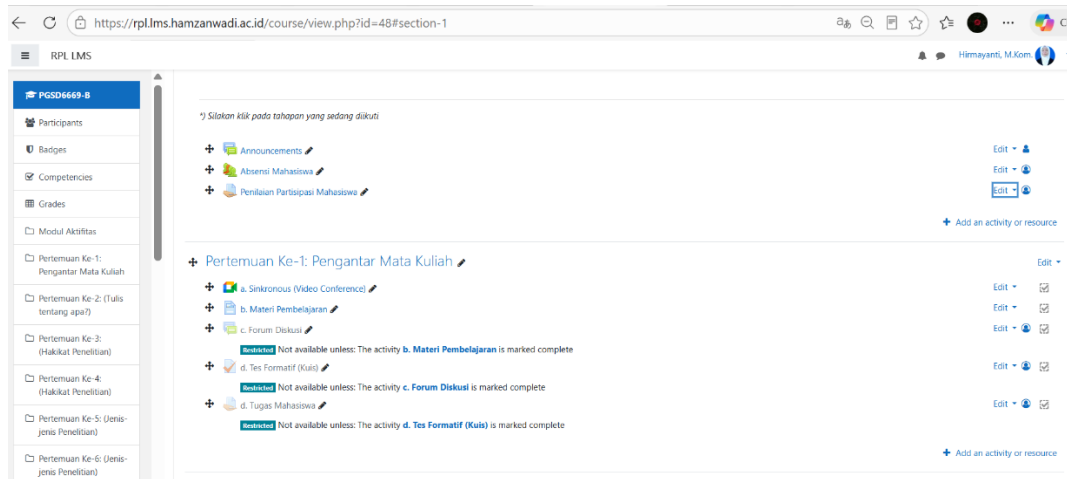 https://rpl.lms.hamzanwadi.ac.id/course/view.php?id=48#section-1
RPL LMS
Hirmayanti, M.Kom.
PGSD6669-B
Participants
Badges
Competencies
Grades
Modul Aktifitas
Pertemuan Ke-1:
Pengantar Mata Kuliah
Pertemuan Ke-2: (Tulis
tentang apa?)
Pertemuan Ke-3:
(Hakikat Penelitian)
Pertemuan Ke-4:
(Hakikat Penelitian)
Pertemuan Ke-5: (Jenis-
jenis Penelitian)
Pertemuan Ke-6: (Jenis-
jenis Penelitian)
*) Silakan klik pada tahapan yang sedang diikuti
Announcements Edit
Absensi Mahasiswa Edit
Penilaian Partisipasi Mahasiswa Edit
+ Add an activity or resource
Pertemuan Ke-1: Pengantar Mata Kuliah Edit
a. Sinkronous (Video Conference) Edit
b. Materi Pembelajaran Edit
c. Forum Diskusi Edit
Restricted Not available unless: The activity b. Materi Pembelajaran is marked complete
d. Tes Formatif (Kuis) Edit
Restricted Not available unless: The activity c. Forum Diskusi is marked complete
d. Tugas Mahasiswa Edit
Restricted Not available unless: The activity d. Tes Formatif (Kuis) is marked complete
+ Add an activity or resource